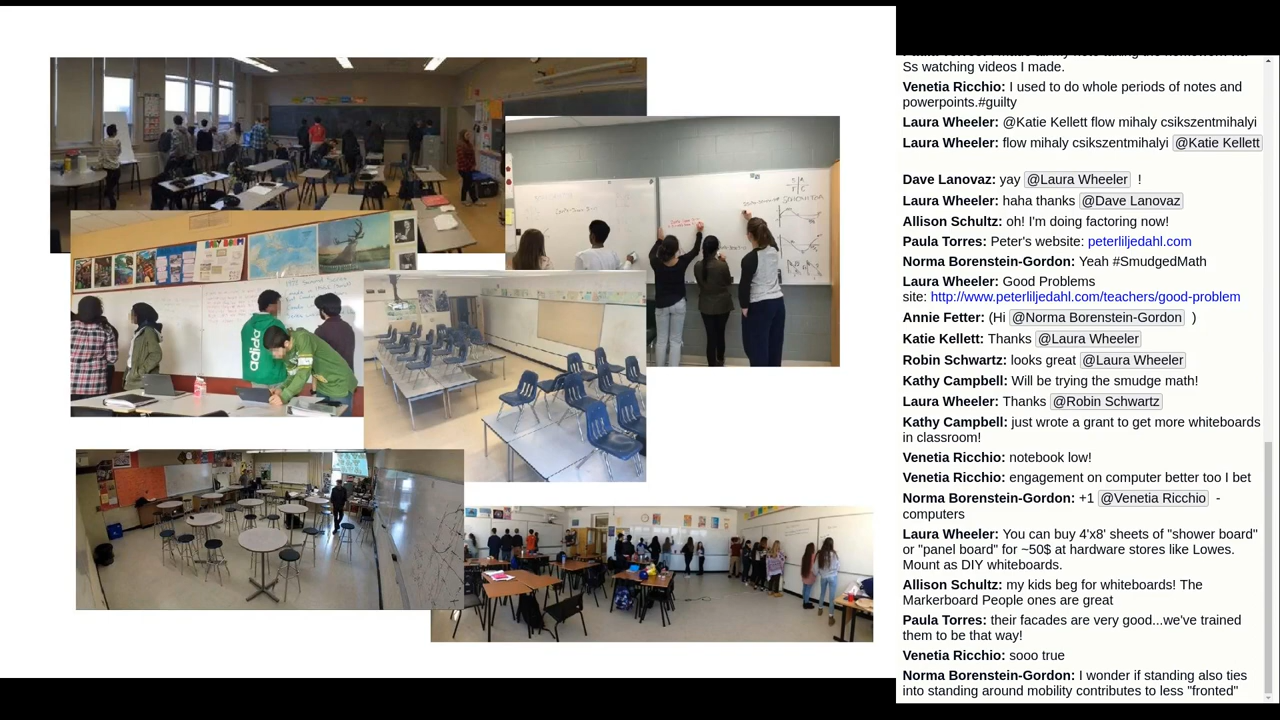 Ss watching videos I made.
Venetia Ricchio: I used to do whole periods of notes and
powerpoints.#guilty
Laura Wheeler: @Katie Kellett flow mihaly csikszentmihalyi
Laura Wheeler: flow mihaly csikszentmihalyi @Katie Kellett
Dave Lanovaz: yay @Laura Wheeler !
Laura Wheeler: haha thanks @Dave Lanovaz
Allison Schultz: oh! I'm doing factoring now!
Paula Torres: Peter's website: peterliljedahl.com
Norma Borenstein-Gordon: Yeah #SmudgedMath
Laura Wheeler: Good Problems
site: http://www.peterliljedahl.com/teachers/good-problem
Annie Fetter: (Hi @Norma Borenstein-Gordon )
Katie Kellett: Thanks @Laura Wheeler
Robin Schwartz: looks great @Laura Wheeler
Kathy Campbell: Will be trying the smudge math!
Laura Wheeler: Thanks @Robin Schwartz
Kathy Campbell: just wrote a grant to get more whiteboards
in classroom!
Venetia Ricchio: notebook low!
Venetia Ricchio: engagement on computer better too I bet
Norma Borenstein-Gordon: +1 @Venetia Ricchio -
computers
Laura Wheeler: You can buy 4'x8' sheets of "shower board"
or "panel board" for ~50$ at hardware stores like Lowes.
Mount as DIY whiteboards.
Allison Schultz: my kids beg for whiteboards! The
Markerboard People ones are great
Paula Torres: their facades are very good...we've trained
them to be that way!
Venetia Ricchio: sooo true
Norma Borenstein-Gordon: I wonder if standing also ties
into standing around mobility contributes to less "fronted"
adidas